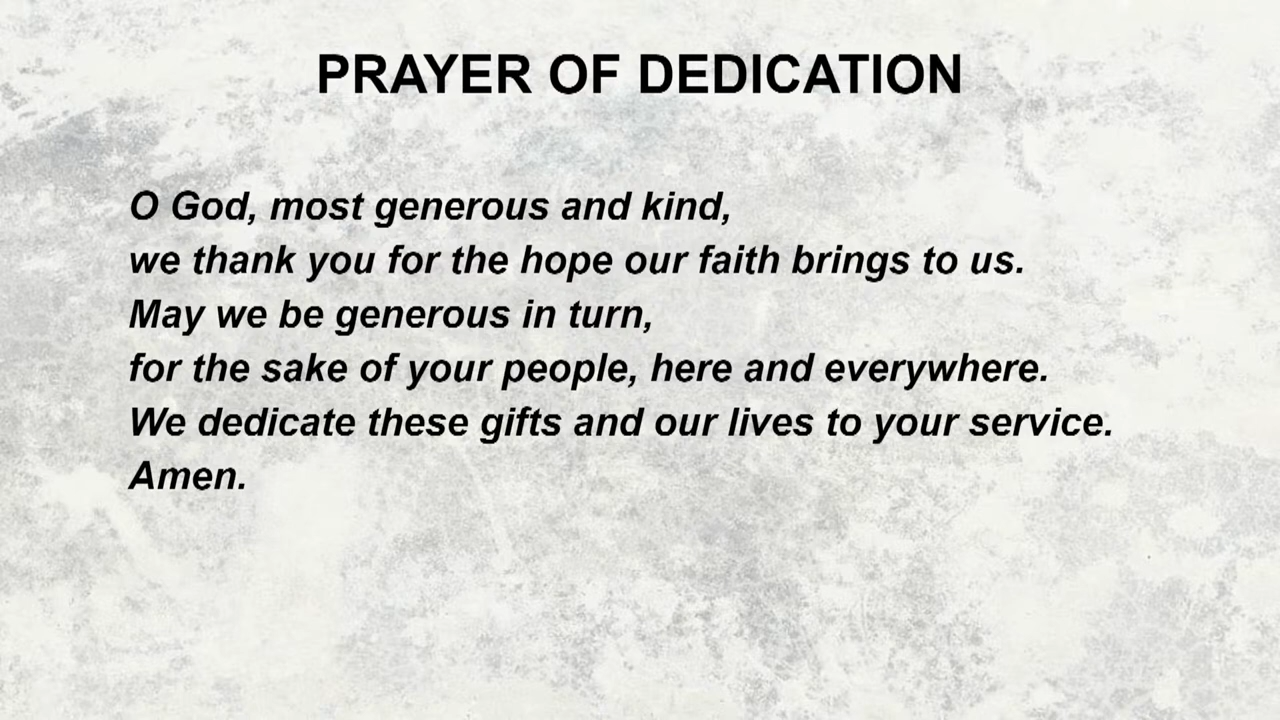 PRAYER OF DEDICATION
O God, most generous and kind,
we thank you for the hope our faith brings to us.
May we be generous in turn,
for the sake of your people, here and everywhere.
We dedicate these gifts and our lives to your service.
Amen.